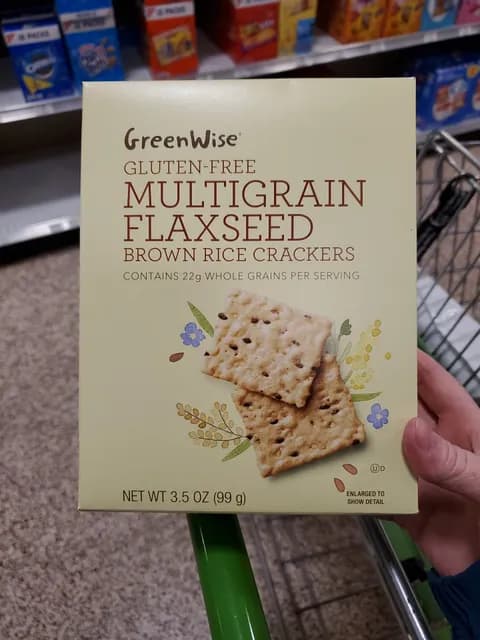 GreenWise
GLUTEN-FREE
MULTIGRAIN
FLAXSEED
BROWN RICE CRACKERS
CONTAINS 22g WHOLE GRAINS PER SERVING
U D
NET WT 3.5 OZ (99 g)
ENLARGED TO
SHOW DETAIL